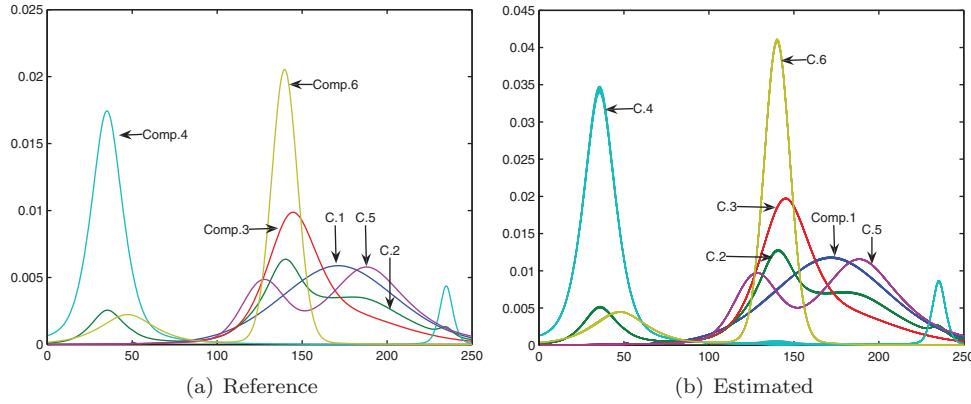 0.025
0.02
0.015
0.01
0.005
0
0 50 100 150 200 250
Comp.4
Comp.6
Comp.3
C.1
C.5
C.2
(a) Reference
0.045
0.04
0.035
0.03
0.025
0.02
0.015
0.01
0.005
0
0 50 100 150 200 250
C.4
C.6
C.3
Comp.1
C.2
C.5
(b) Estimated